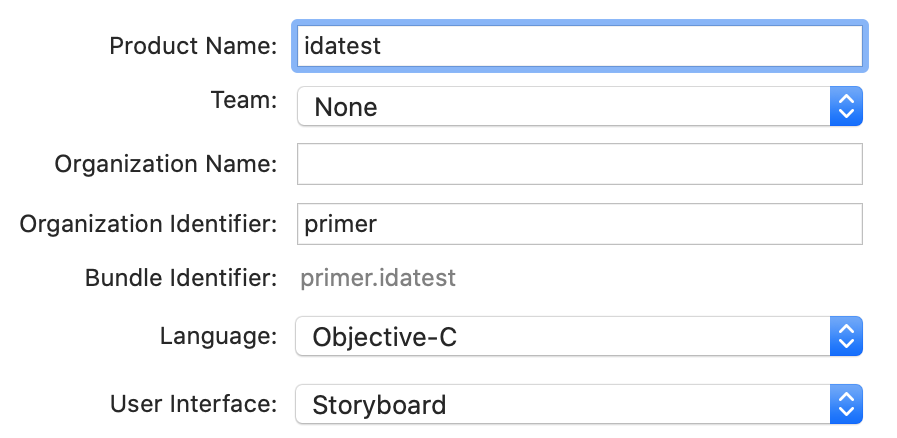 Product Name: idatest
Team: None
Organization Name:
Organization Identifier: primer
Bundle Identifier: primer.idatest
Language: Objective-C
User Interface: Storyboard